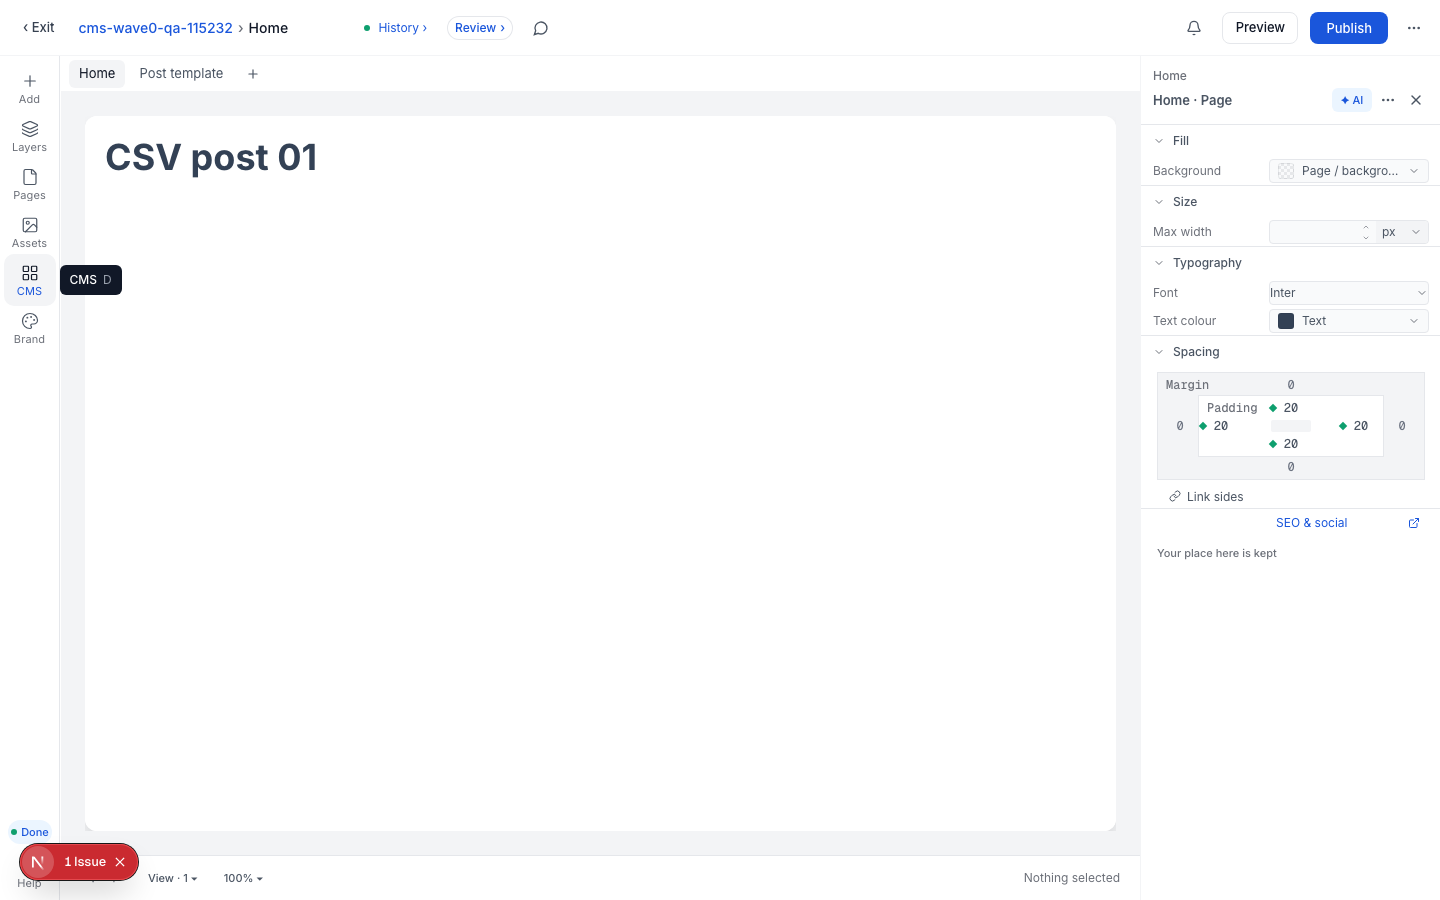 ‹ Exit
cms-wave0-qa-115232 › Home
History ›
Review ›
Preview
Publish
Add
Layers
Pages
Assets
CMS
Brand
CMS D
Home
Post template
CSV post 01
Home
Home · Page
AI
Fill
Background
Page / backgro...
Size
Max width
px
Typography
Font
Inter
Text colour
Text
Spacing
Margin
0
Padding
20
0
20
20
0
20
0
Link sides
SEO & social
Your place here is kept
Done
1 Issue
Help
View · 1
100%
Nothing selected